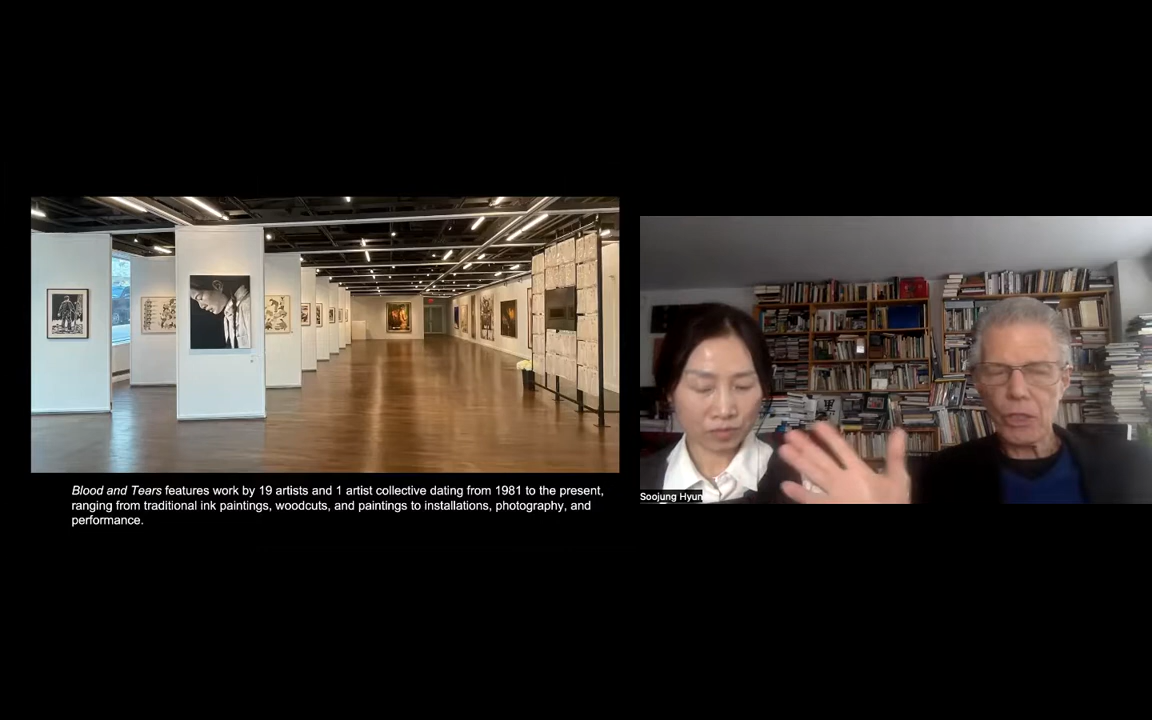 Blood and Tears features work by 19 artists and 1 artist collective dating from 1981 to the present,
ranging from traditional ink paintings, woodcuts, and paintings to installations, photography, and
performance.
Soojung Hyun